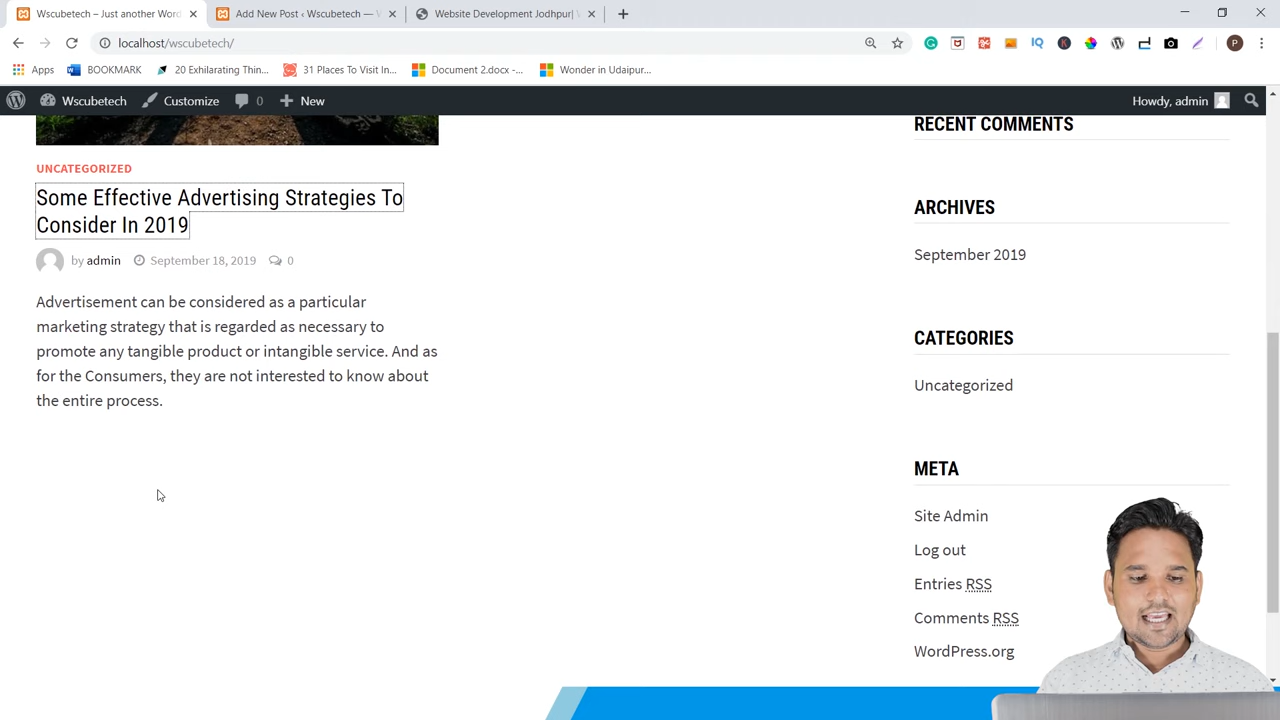 Wscubetech – Just another Word
Add New Post ‹ Wscubetech —
Website Development Jodhpur|
localhost/wscubetech/
Apps
BOOKMARK
20 Exhilarating Thin...
31 Places To Visit In...
Document 2.docx -...
Wonder in Udaipur...
Wscubetech
Customize
0
New
Howdy, admin
UNCATEGORIZED
Some Effective Advertising Strategies To
Consider In 2019
by admin
September 18, 2019
0
Advertisement can be considered as a particular
marketing strategy that is regarded as necessary to
promote any tangible product or intangible service. And as
for the Consumers, they are not interested to know about
the entire process.
RECENT COMMENTS
ARCHIVES
September 2019
CATEGORIES
Uncategorized
META
Site Admin
Log out
Entries RSS
Comments RSS
WordPress.org